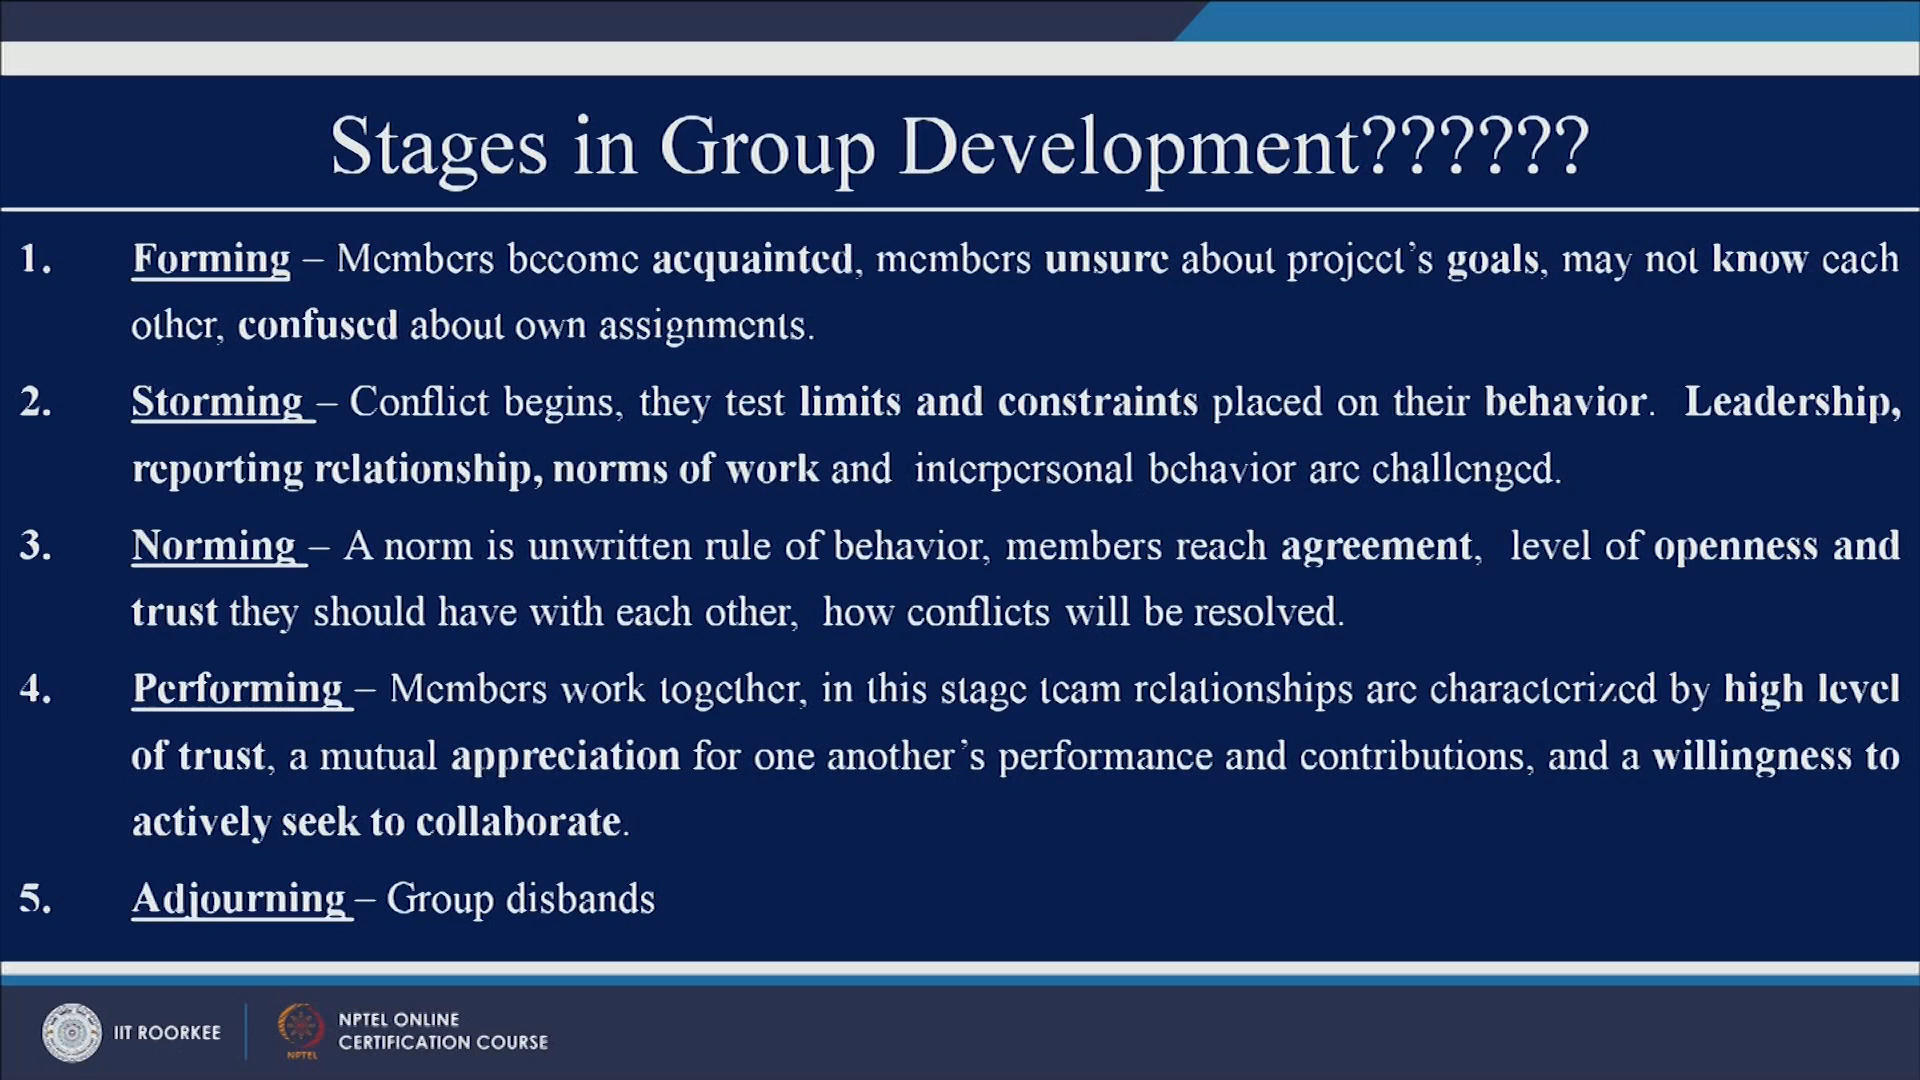 Stages in Group Development??????
1. Forming – Members become acquainted, members unsure about project's goals, may not know each
other, confused about own assignments.
2. Storming – Conflict begins, they test limits and constraints placed on their behavior. Leadership,
reporting relationship, norms of work and interpersonal behavior are challenged.
3. Norming – A norm is unwritten rule of behavior, members reach agreement, level of openness and
trust they should have with each other, how conflicts will be resolved.
4. Performing – Members work together, in this stage team relationships are characterized by high level
of trust, a mutual appreciation for one another's performance and contributions, and a willingness to
actively seek to collaborate.
5. Adjourning – Group disbands
IIT ROORKEE
NPTEL
NPTEL ONLINE
CERTIFICATION COURSE